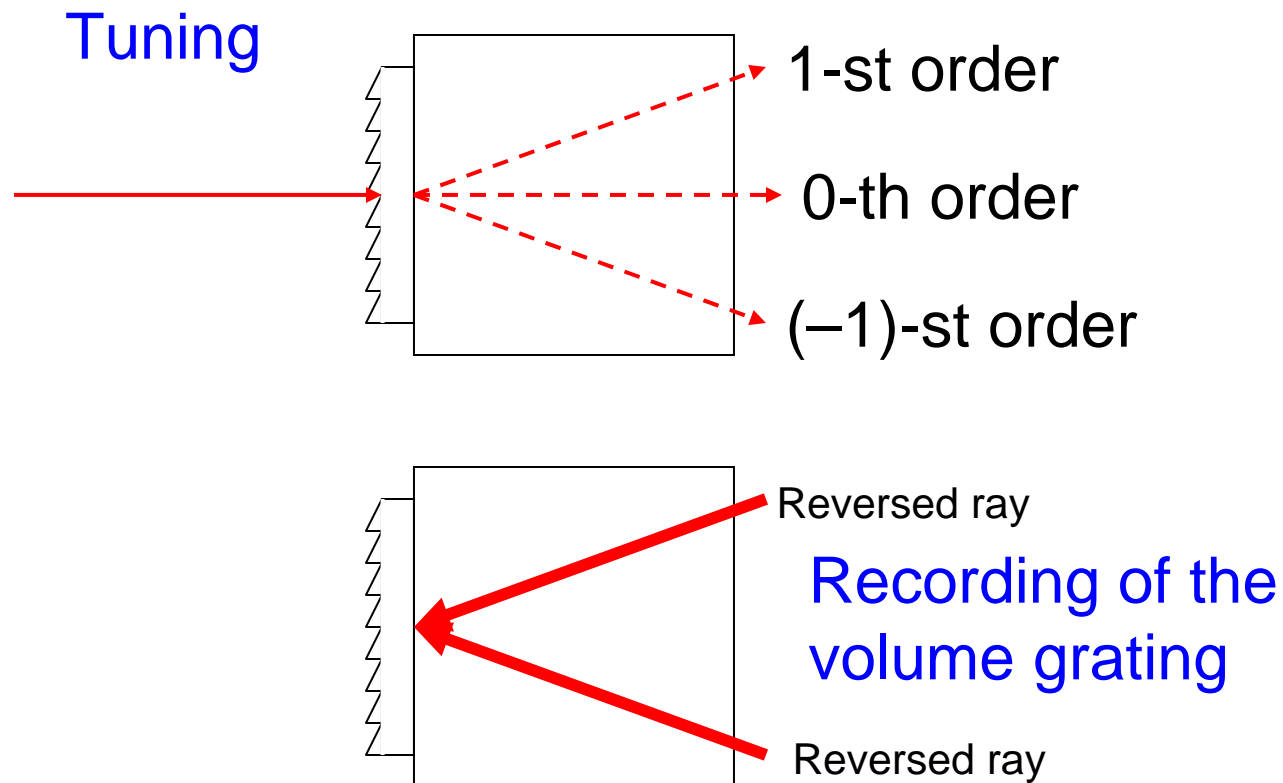 Tuning
1-st order
0-th order
(–1)-st order
Reversed ray
Recording of the
volume grating
Reversed ray